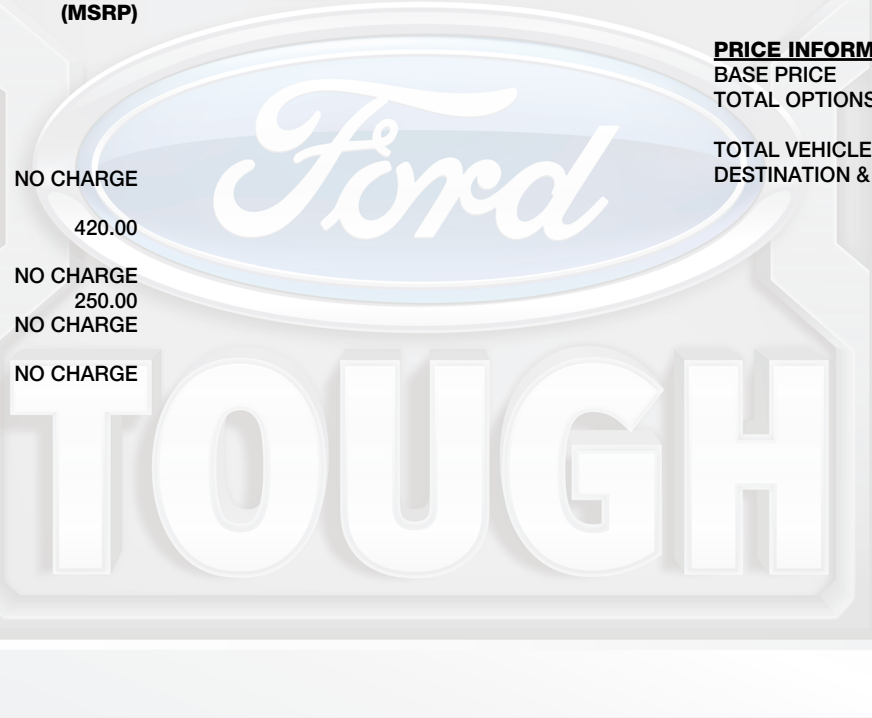 (MSRP)
NO CHARGE
420.00
NO CHARGE
250.00
NO CHARGE
NO CHARGE
PRICE INFORM
BASE PRICE
TOTAL OPTIONS
TOTAL VEHICLE
DESTINATION &
Ford
TOUGH